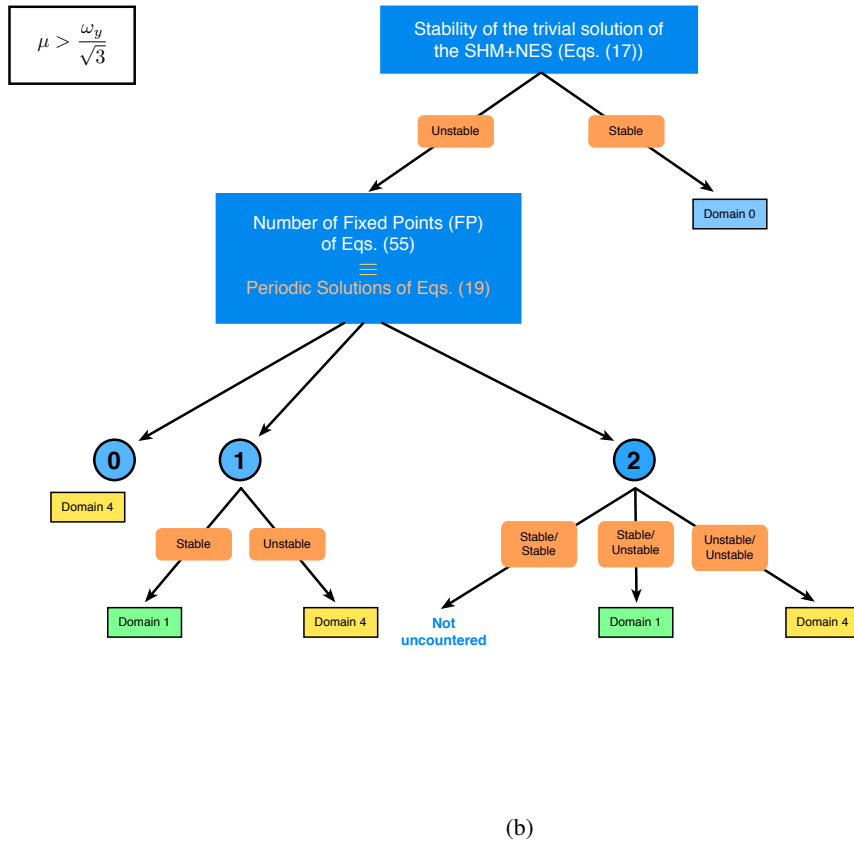 μ > ω_y / √3
Stability of the trivial solution of
the SHM+NES (Eqs. (17))
Unstable
Stable
Domain 0
Number of Fixed Points (FP)
of Eqs. (55)
≡
Periodic Solutions of Eqs. (19)
0
1
2
Domain 4
Stable
Unstable
Stable/
Stable
Stable/
Unstable
Unstable/
Unstable
Domain 1
Domain 4
Not
uncountered
Domain 1
Domain 4
(b)